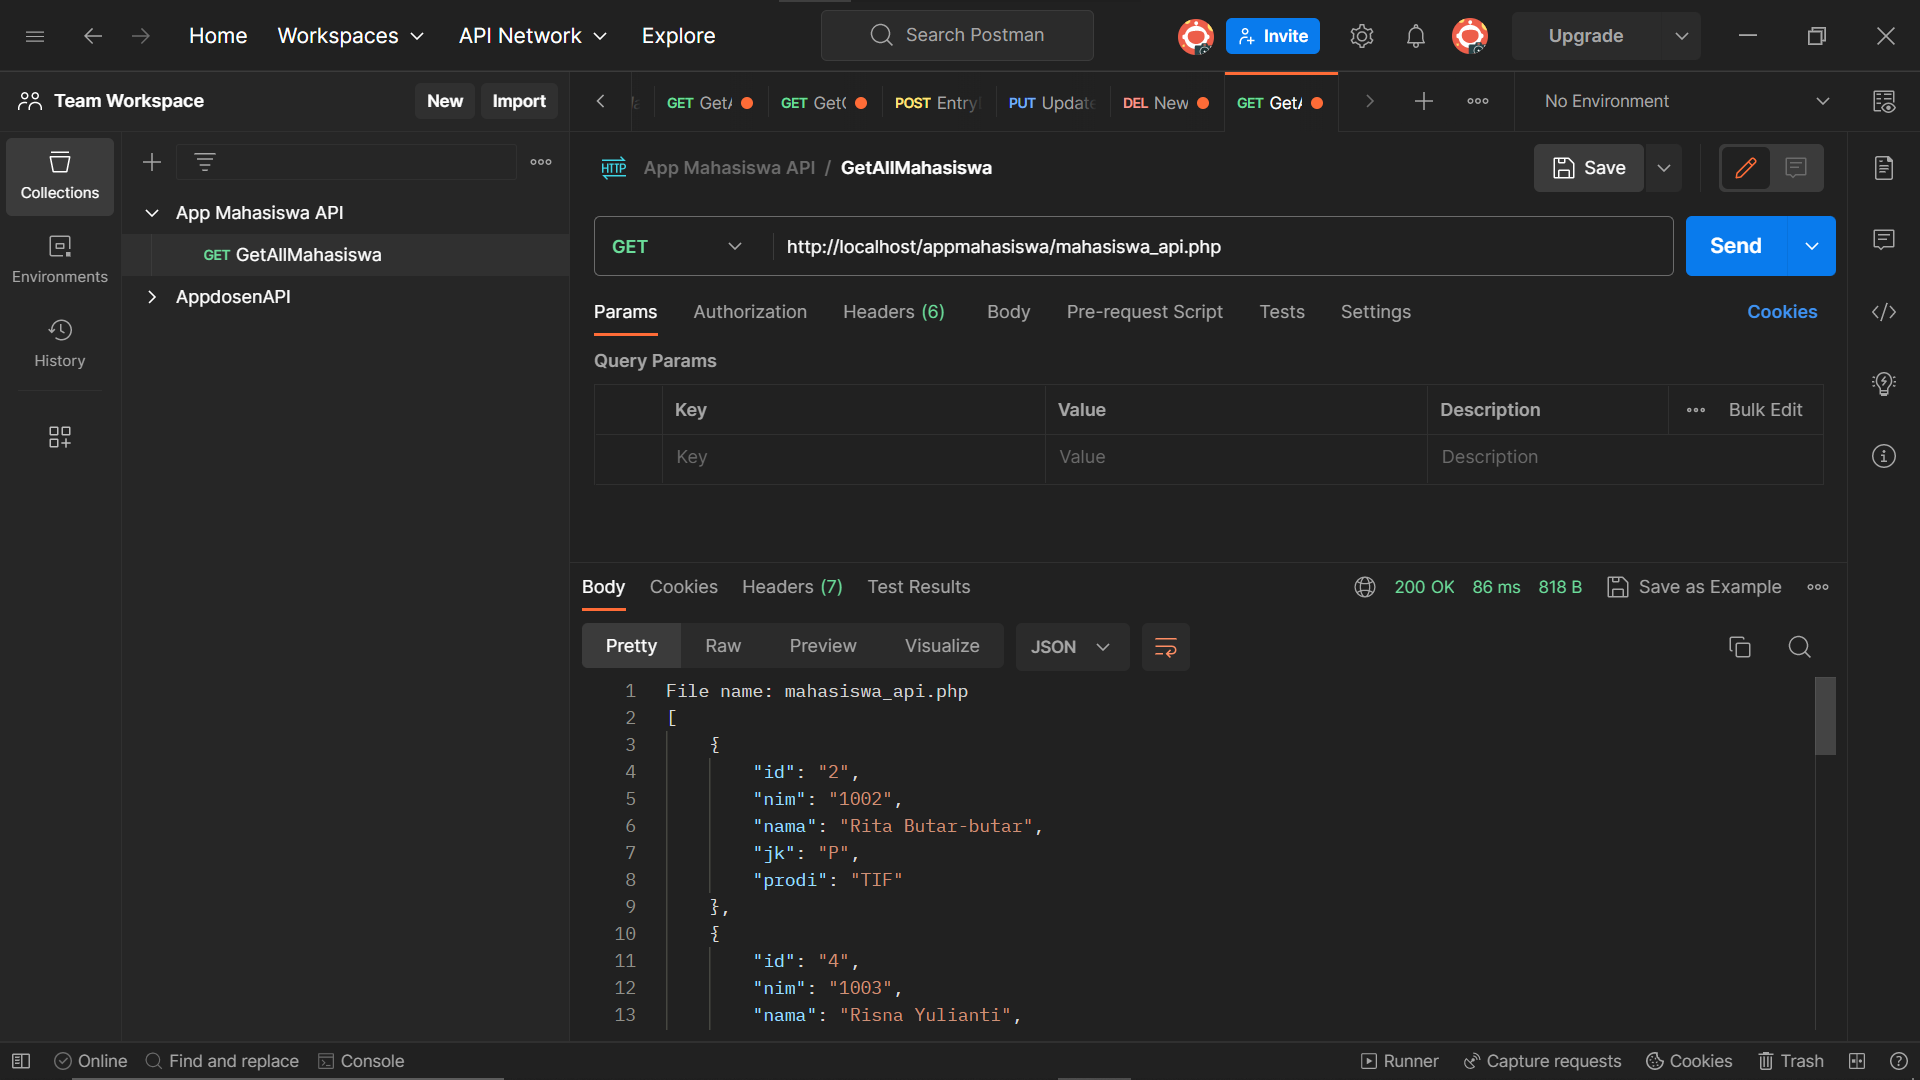 Home Workspaces API Network Explore Search Postman Invite Upgrade
Team Workspace New Import
GET GetA GET Get POST Entry PUT Update DEL New GET GetA No Environment
Collections
Environments
History
App Mahasiswa API
GET GetAllMahasiswa
AppdosenAPI
HTTP App Mahasiswa API / GetAllMahasiswa Save
GET http://localhost/appmahasiswa/mahasiswa_api.php Send
Params Authorization Headers (6) Body Pre-request Script Tests Settings Cookies
Query Params
Key Value Description Bulk Edit
Key Value Description
Body Cookies Headers (7) Test Results 200 OK 86 ms 818 B Save as Example
Pretty Raw Preview Visualize JSON
1 File name: mahasiswa_api.php
2 [
3 {
4 "id": "2",
5 "nim": "1002",
6 "nama": "Rita Butar-butar",
7 "jk": "P",
8 "prodi": "TIF"
9 },
10 {
11 "id": "4",
12 "nim": "1003",
13 "nama": "Risna Yulianti",
Online Find and replace Console Runner Capture requests Cookies Trash